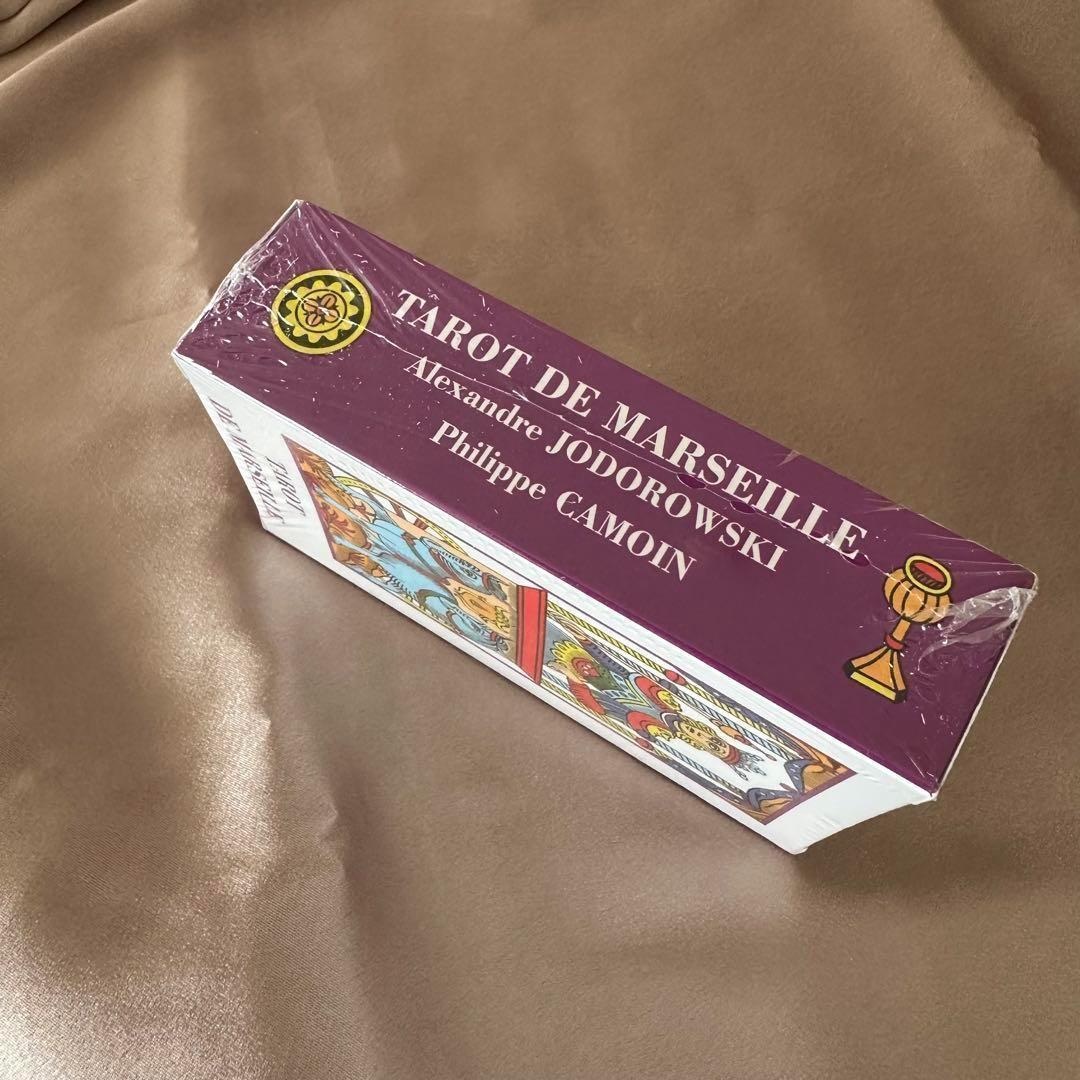 TAROT DE MARSEILLE
Alexandre JODOROWSKI
Philippe CAMOIN
TAROT
DE MARSEILLE